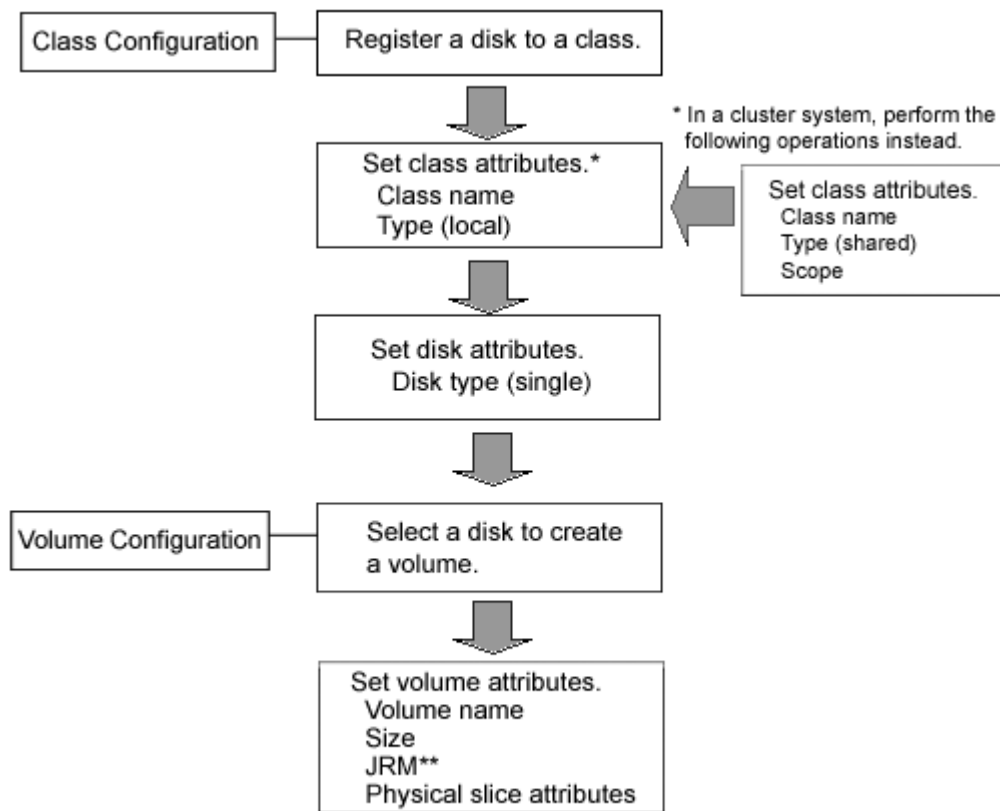 Class Configuration
Register a disk to a class.
* In a cluster system, perform the
following operations instead.
Set class attributes.*
Class name
Type (local)
Set class attributes.
Class name
Type (shared)
Scope
Set disk attributes.
Disk type (single)
Volume Configuration
Select a disk to create
a volume.
Set volume attributes.
Volume name
Size
JRM**
Physical slice attributes